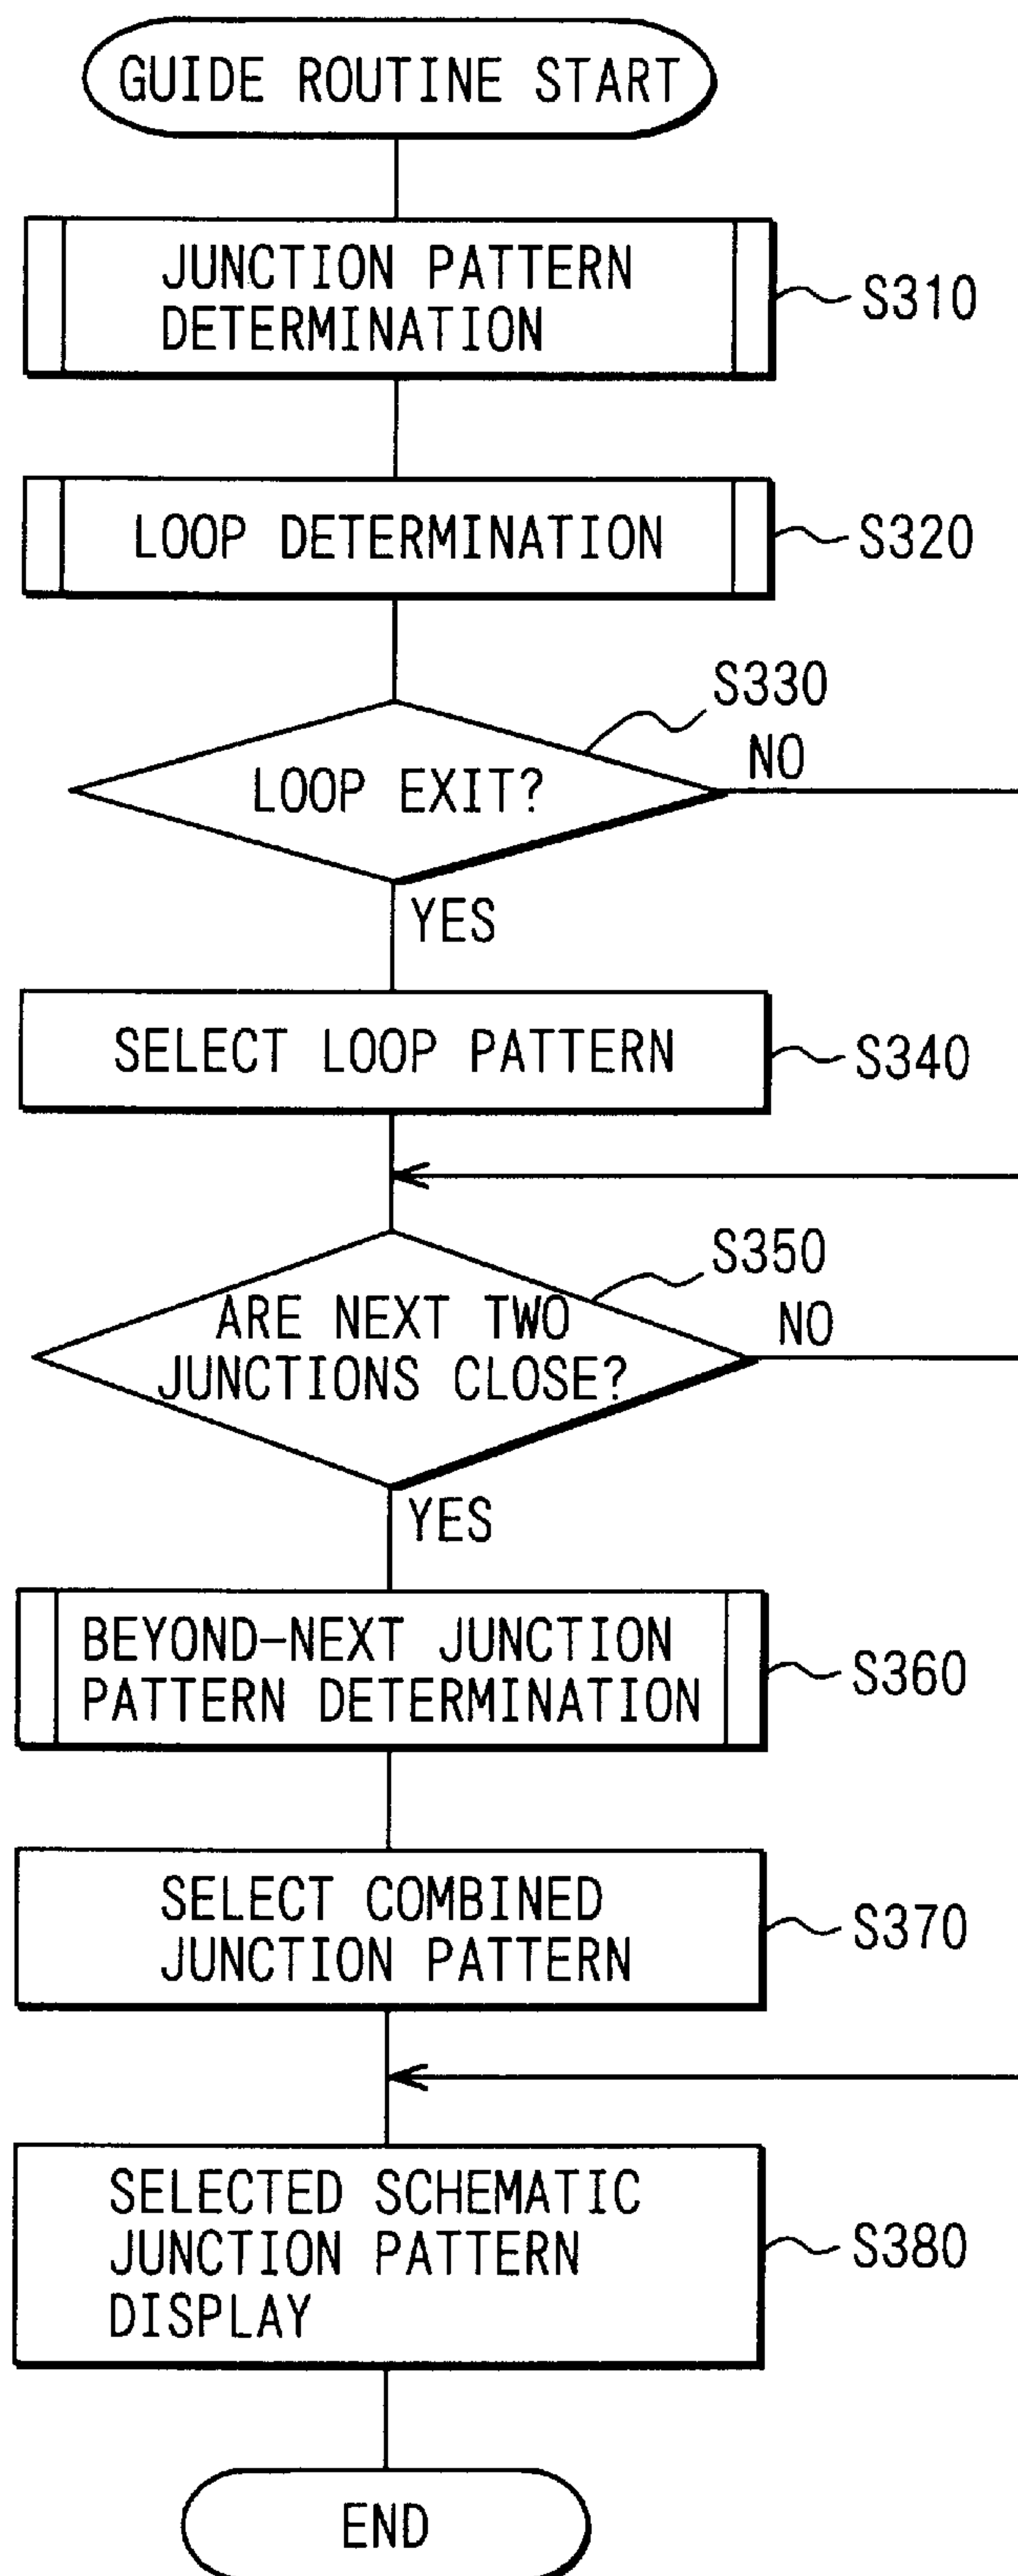 GUIDE ROUTINE START
JUNCTION PATTERN
DETERMINATION
S310
LOOP DETERMINATION
S320
S330
LOOP EXIT?
NO
YES
SELECT LOOP PATTERN
S340
S350
ARE NEXT TWO
JUNCTIONS CLOSE?
NO
YES
BEYOND-NEXT JUNCTION
PATTERN DETERMINATION
S360
SELECT COMBINED
JUNCTION PATTERN
S370
SELECTED SCHEMATIC
JUNCTION PATTERN
DISPLAY
S380
END